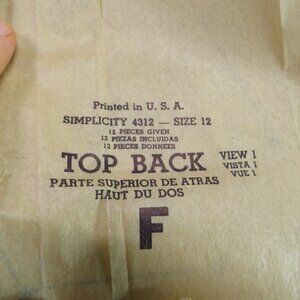 Printed in U. S. A.
SIMPLICITY 4312 — SIZE 12
12 PIECES GIVEN
12 PIEZAS INCLUIDAS
12 PIECES DONNÉES
TOP BACK VIEW 1
VISTA 1
VUE 1
PARTE SUPERIOR DE ATRAS
HAUT DU DOS
F